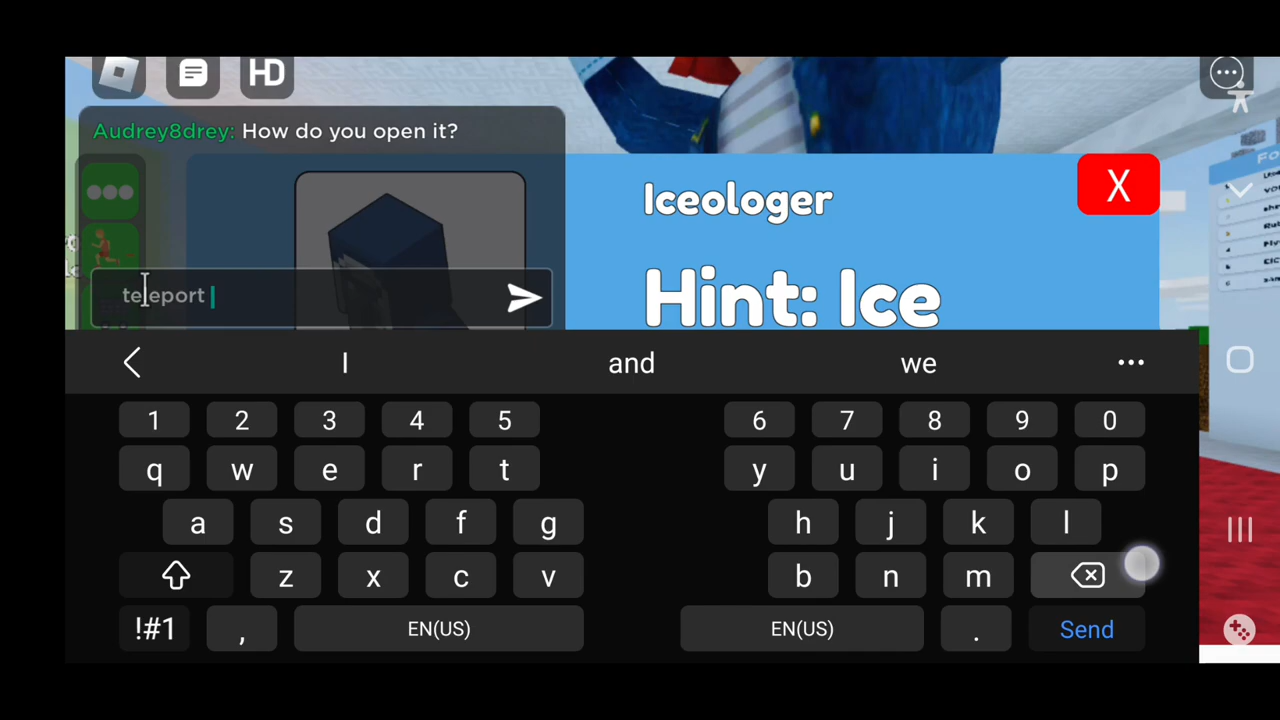 HD
Audrey8drey: How do you open it?
Iceologer
X
Hint: Ice
teleport
I and we
1 2 3 4 5 6 7 8 9 0
q w e r t y u i o p
a s d f g h j k l
z x c v b n m
!#1 , EN(US) EN(US) . Send